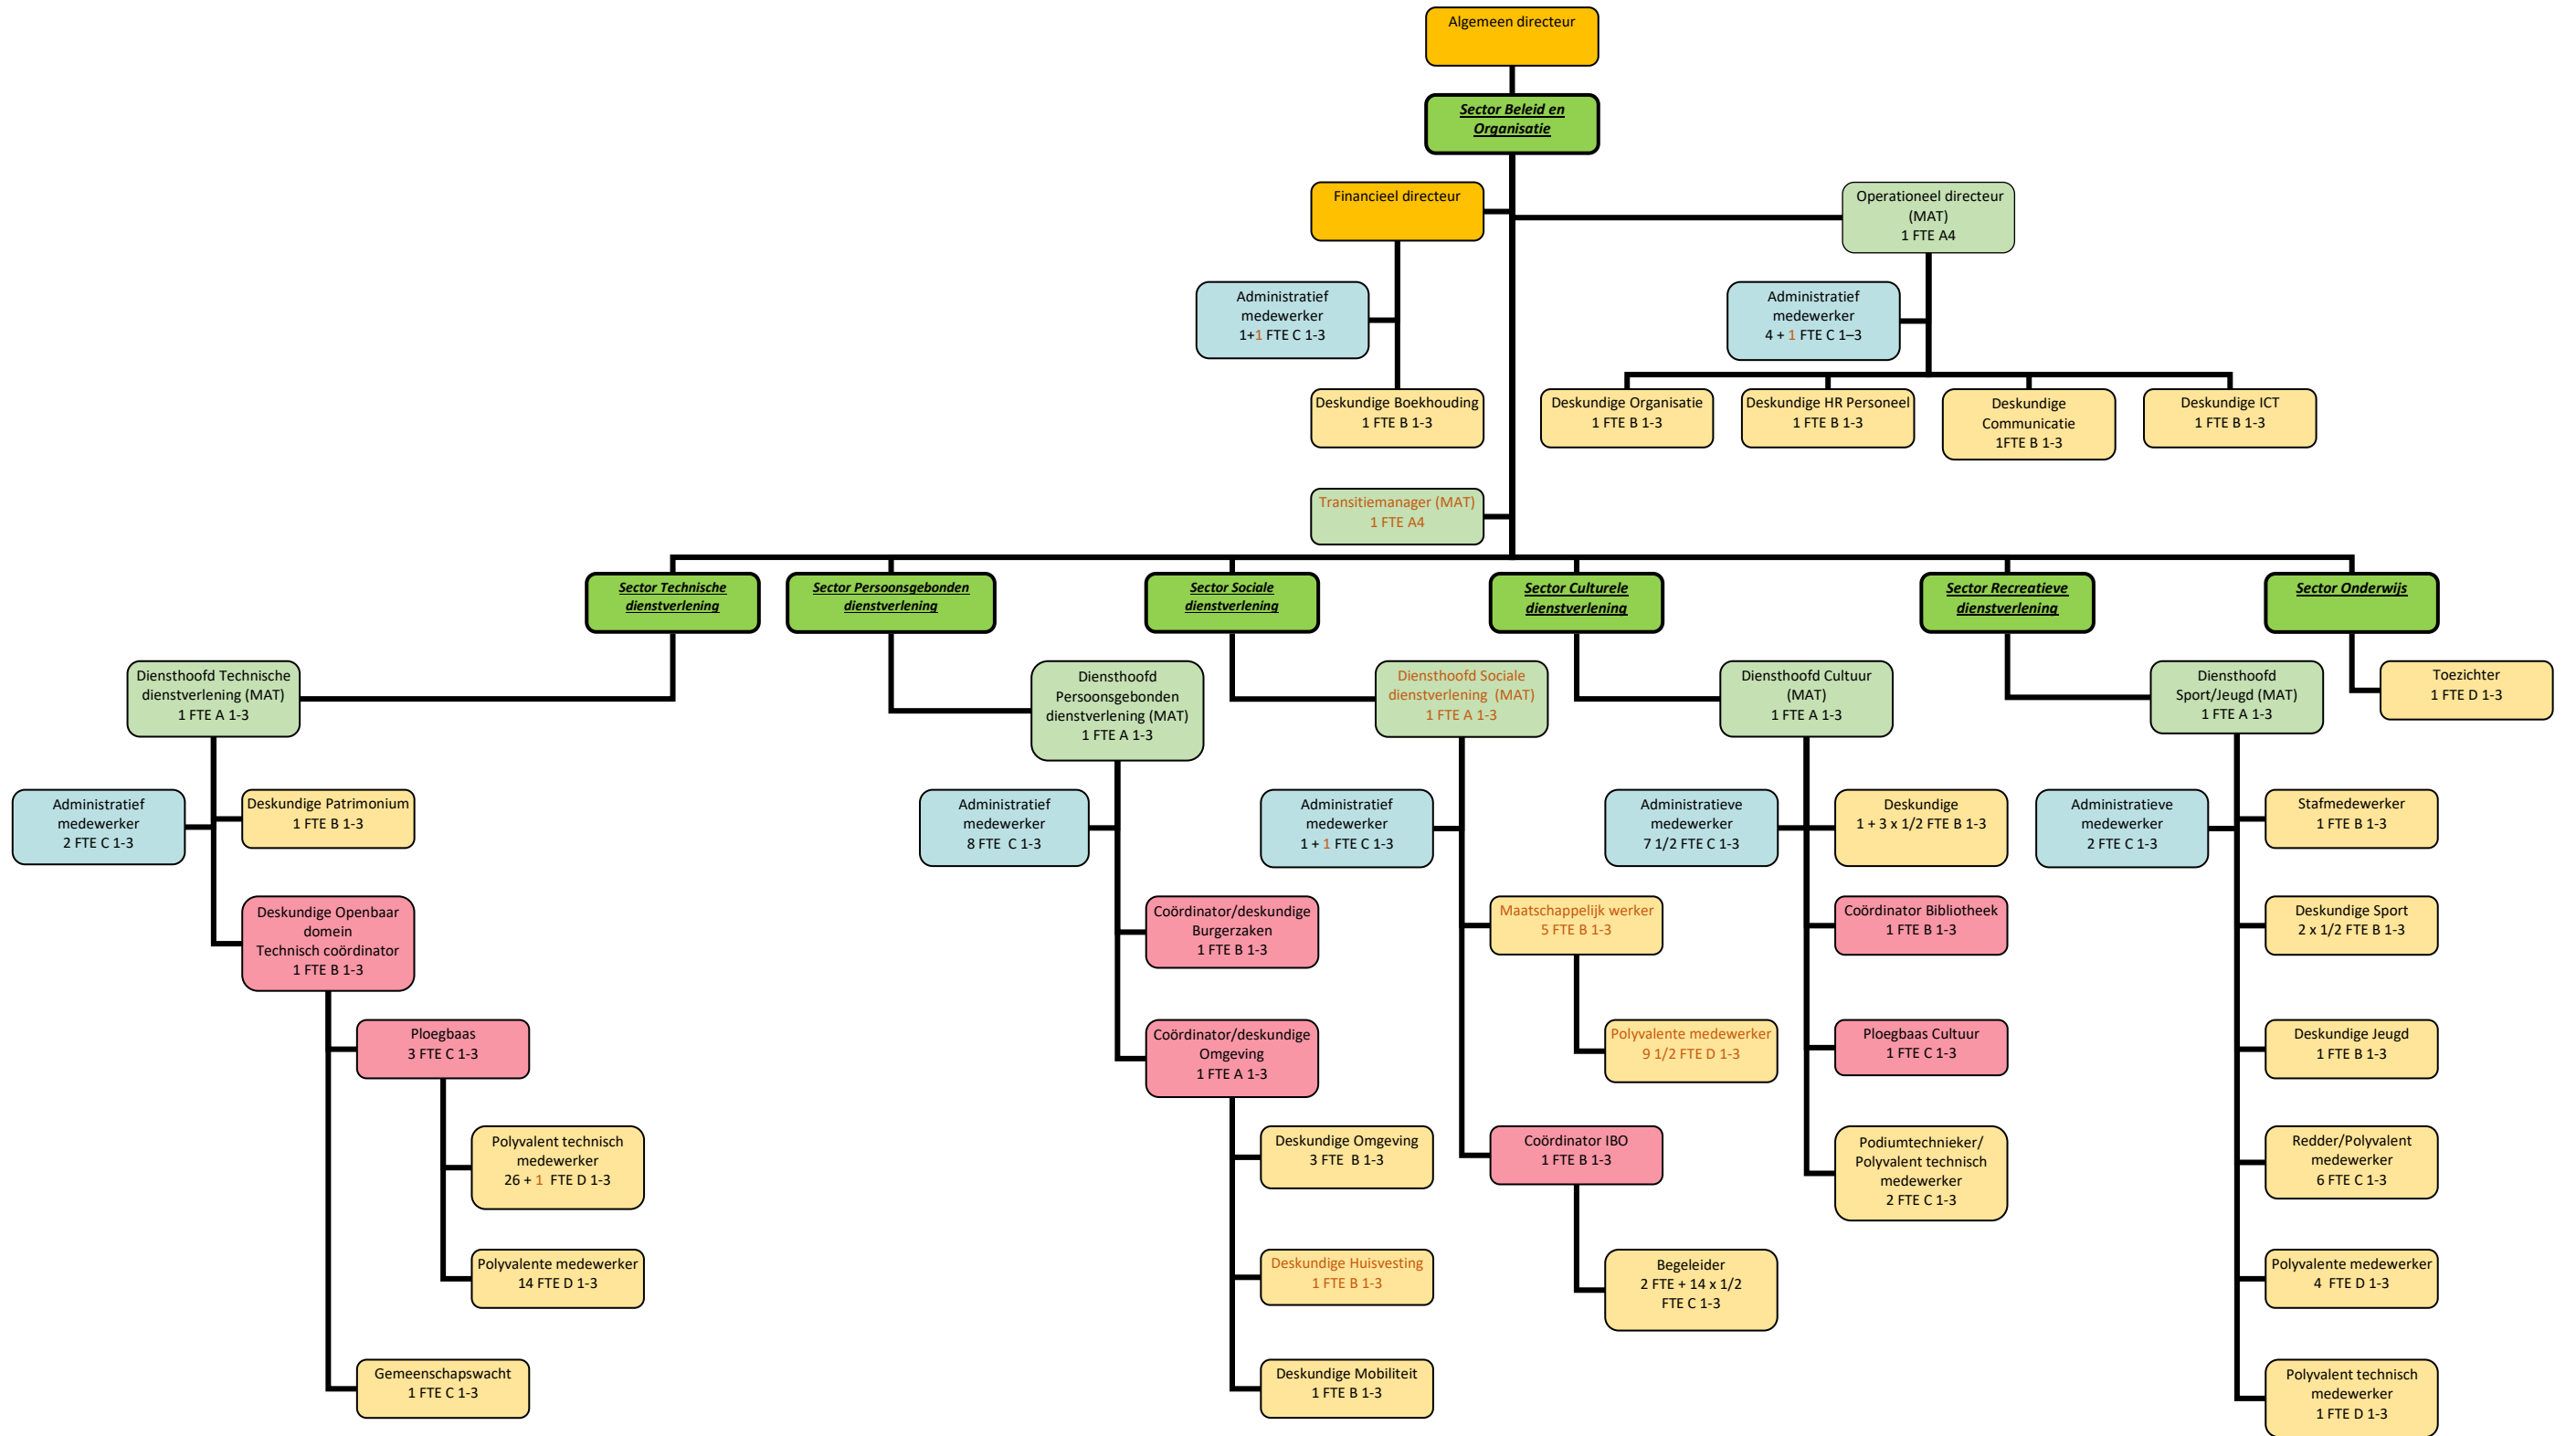 Algemeen directeur
Sector Beleid en
Organisatie
Financieel directeur
Operationeel directeur
(MAT)
1 FTE A4
Administratief
medewerker
1+1 FTE C 1-3
Administratief
medewerker
4 + 1 FTE C 1–3
Deskundige Boekhouding
1 FTE B 1-3
Deskundige Organisatie
1 FTE B 1-3
Deskundige HR Personeel
1 FTE B 1-3
Deskundige
Communicatie
1FTE B 1-3
Deskundige ICT
1 FTE B 1-3
Transitiemanager (MAT)
1 FTE A4
Sector Technische
dienstverlening
Sector Persoonsgebonden
dienstverlening
Sector Sociale
dienstverlening
Sector Culturele
dienstverlening
Sector Recreatieve
dienstverlening
Sector Onderwijs
Diensthoofd Technische
dienstverlening (MAT)
1 FTE A 1-3
Diensthoofd
Persoonsgebonden
dienstverlening (MAT)
1 FTE A 1-3
Diensthoofd Sociale
dienstverlening (MAT)
1 FTE A 1-3
Diensthoofd Cultuur
(MAT)
1 FTE A 1-3
Diensthoofd
Sport/Jeugd (MAT)
1 FTE A 1-3
Toezichter
1 FTE D 1-3
Administratief
medewerker
2 FTE C 1-3
Deskundige Patrimonium
1 FTE B 1-3
Administratief
medewerker
8 FTE C 1-3
Administratief
medewerker
1 + 1 FTE C 1-3
Administratieve
medewerker
7 1/2 FTE C 1-3
Deskundige
1 + 3 x 1/2 FTE B 1-3
Administratieve
medewerker
2 FTE C 1-3
Stafmedewerker
1 FTE B 1-3
Deskundige Openbaar
domein
Technisch coördinator
1 FTE B 1-3
Coördinator/deskundige
Burgerzaken
1 FTE B 1-3
Maatschappelijk werker
5 FTE B 1-3
Coördinator Bibliotheek
1 FTE B 1-3
Deskundige Sport
2 x 1/2 FTE B 1-3
Ploegbaas
3 FTE C 1-3
Coördinator/deskundige
Omgeving
1 FTE A 1-3
Polyvalente medewerker
9 1/2 FTE D 1-3
Ploegbaas Cultuur
1 FTE C 1-3
Deskundige Jeugd
1 FTE B 1-3
Polyvalent technisch
medewerker
26 + 1 FTE D 1-3
Deskundige Omgeving
3 FTE B 1-3
Coördinator IBO
1 FTE B 1-3
Podiumtechnieker/
Polyvalent technisch
medewerker
2 FTE C 1-3
Redder/Polyvalent
medewerker
6 FTE C 1-3
Polyvalente medewerker
14 FTE D 1-3
Deskundige Huisvesting
1 FTE B 1-3
Begeleider
2 FTE + 14 x 1/2
FTE C 1-3
Polyvalente medewerker
4 FTE D 1-3
Gemeenschapswacht
1 FTE C 1-3
Deskundige Mobiliteit
1 FTE B 1-3
Polyvalent technisch
medewerker
1 FTE D 1-3